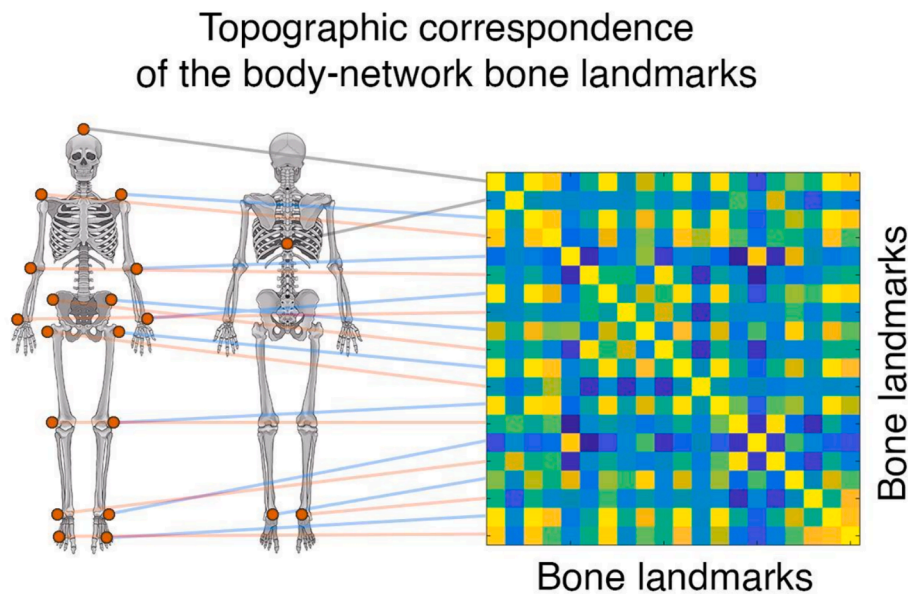 Topographic correspondence
of the body-network bone landmarks
Bone landmarks
Bone landmarks